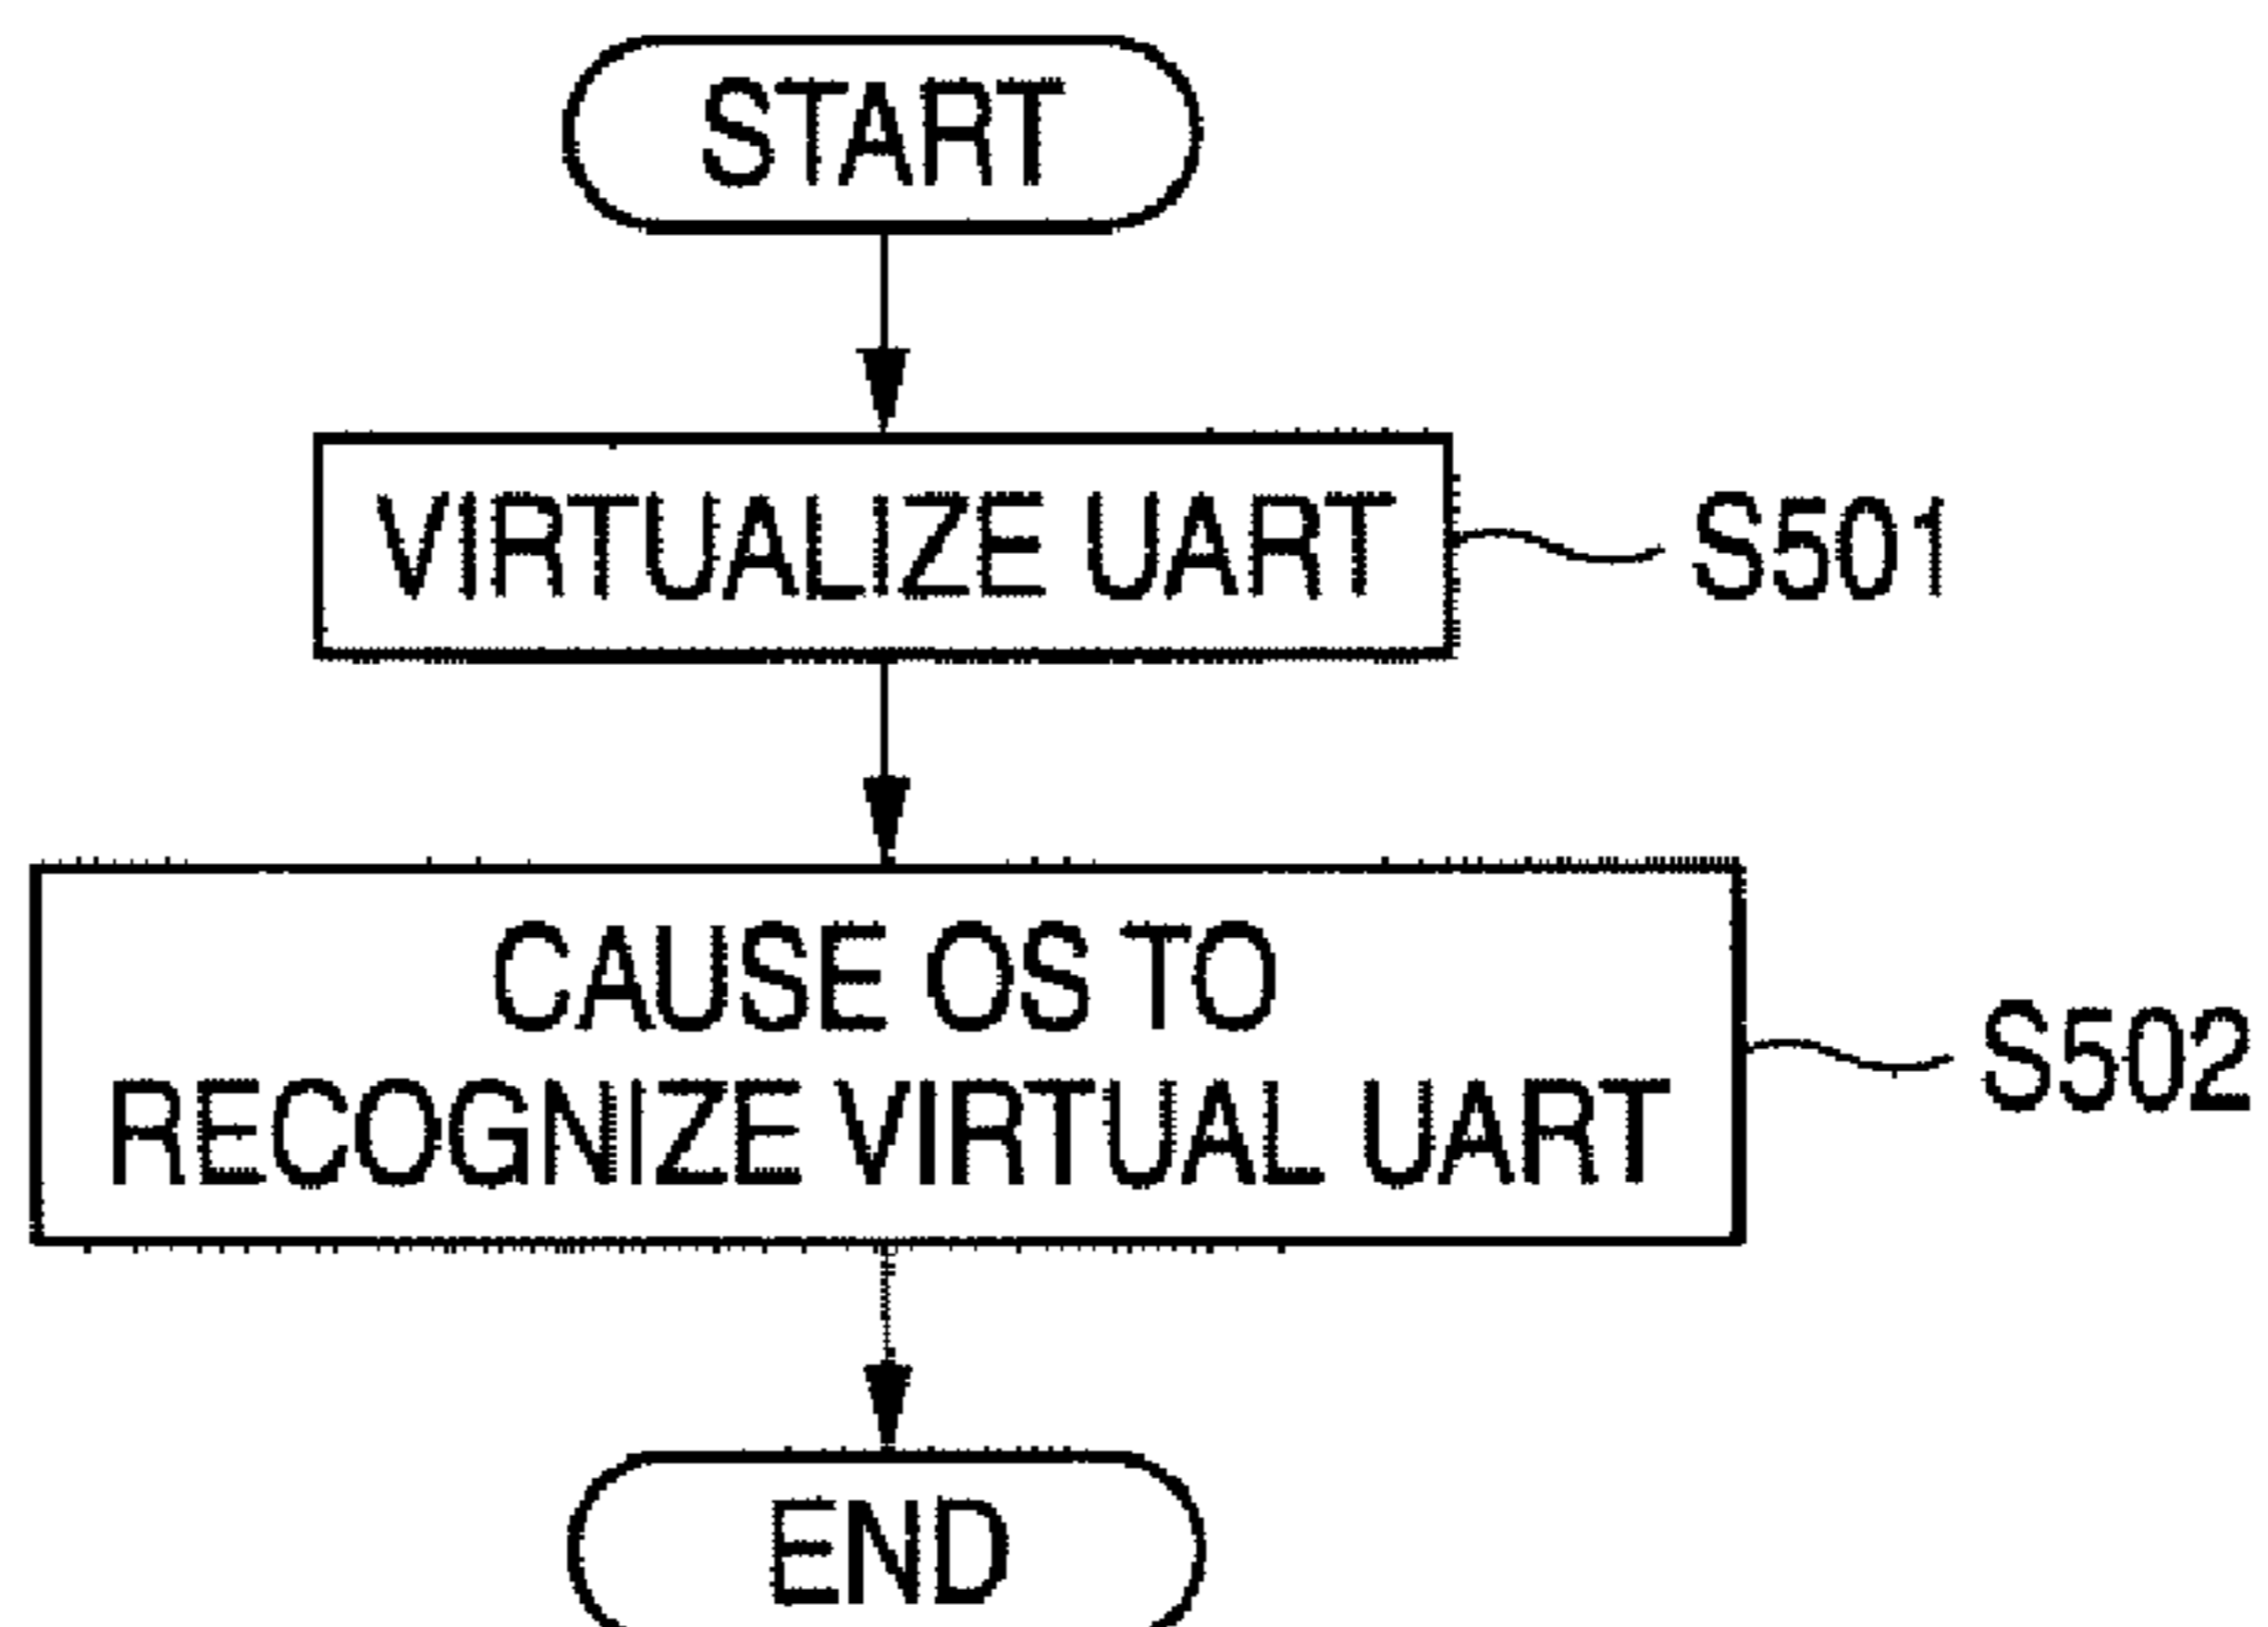 START
VIRTUALIZE UART
S501
CAUSE OS TO
RECOGNIZE VIRTUAL UART
S502
END